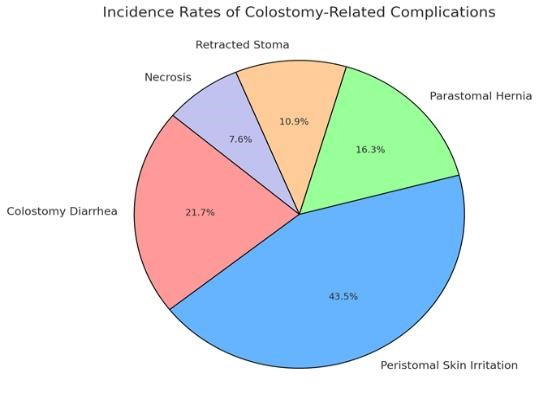 Incidence Rates of Colostomy-Related Complications
Retracted Stoma
Necrosis
Parastomal Hernia
10.9%
7.6%
16.3%
Colostomy Diarrhea
21.7%
43.5%
Peristomal Skin Irritation